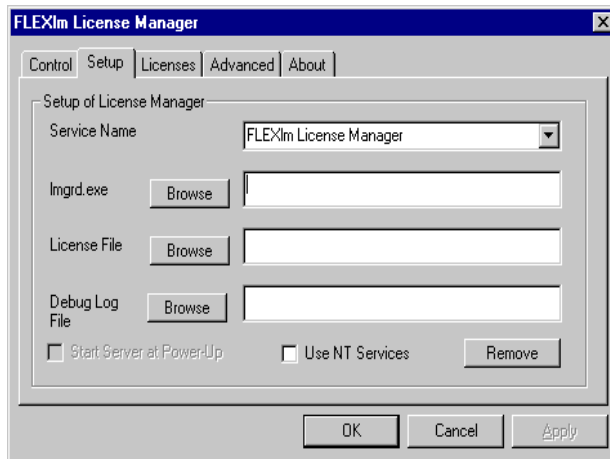 FLEXlm License Manager
Control Setup Licenses Advanced About
Setup of License Manager
Service Name FLEXlm License Manager
lmgrd.exe Browse
License File Browse
Debug Log
File Browse
Start Server at Power-Up Use NT Services Remove
OK Cancel Apply